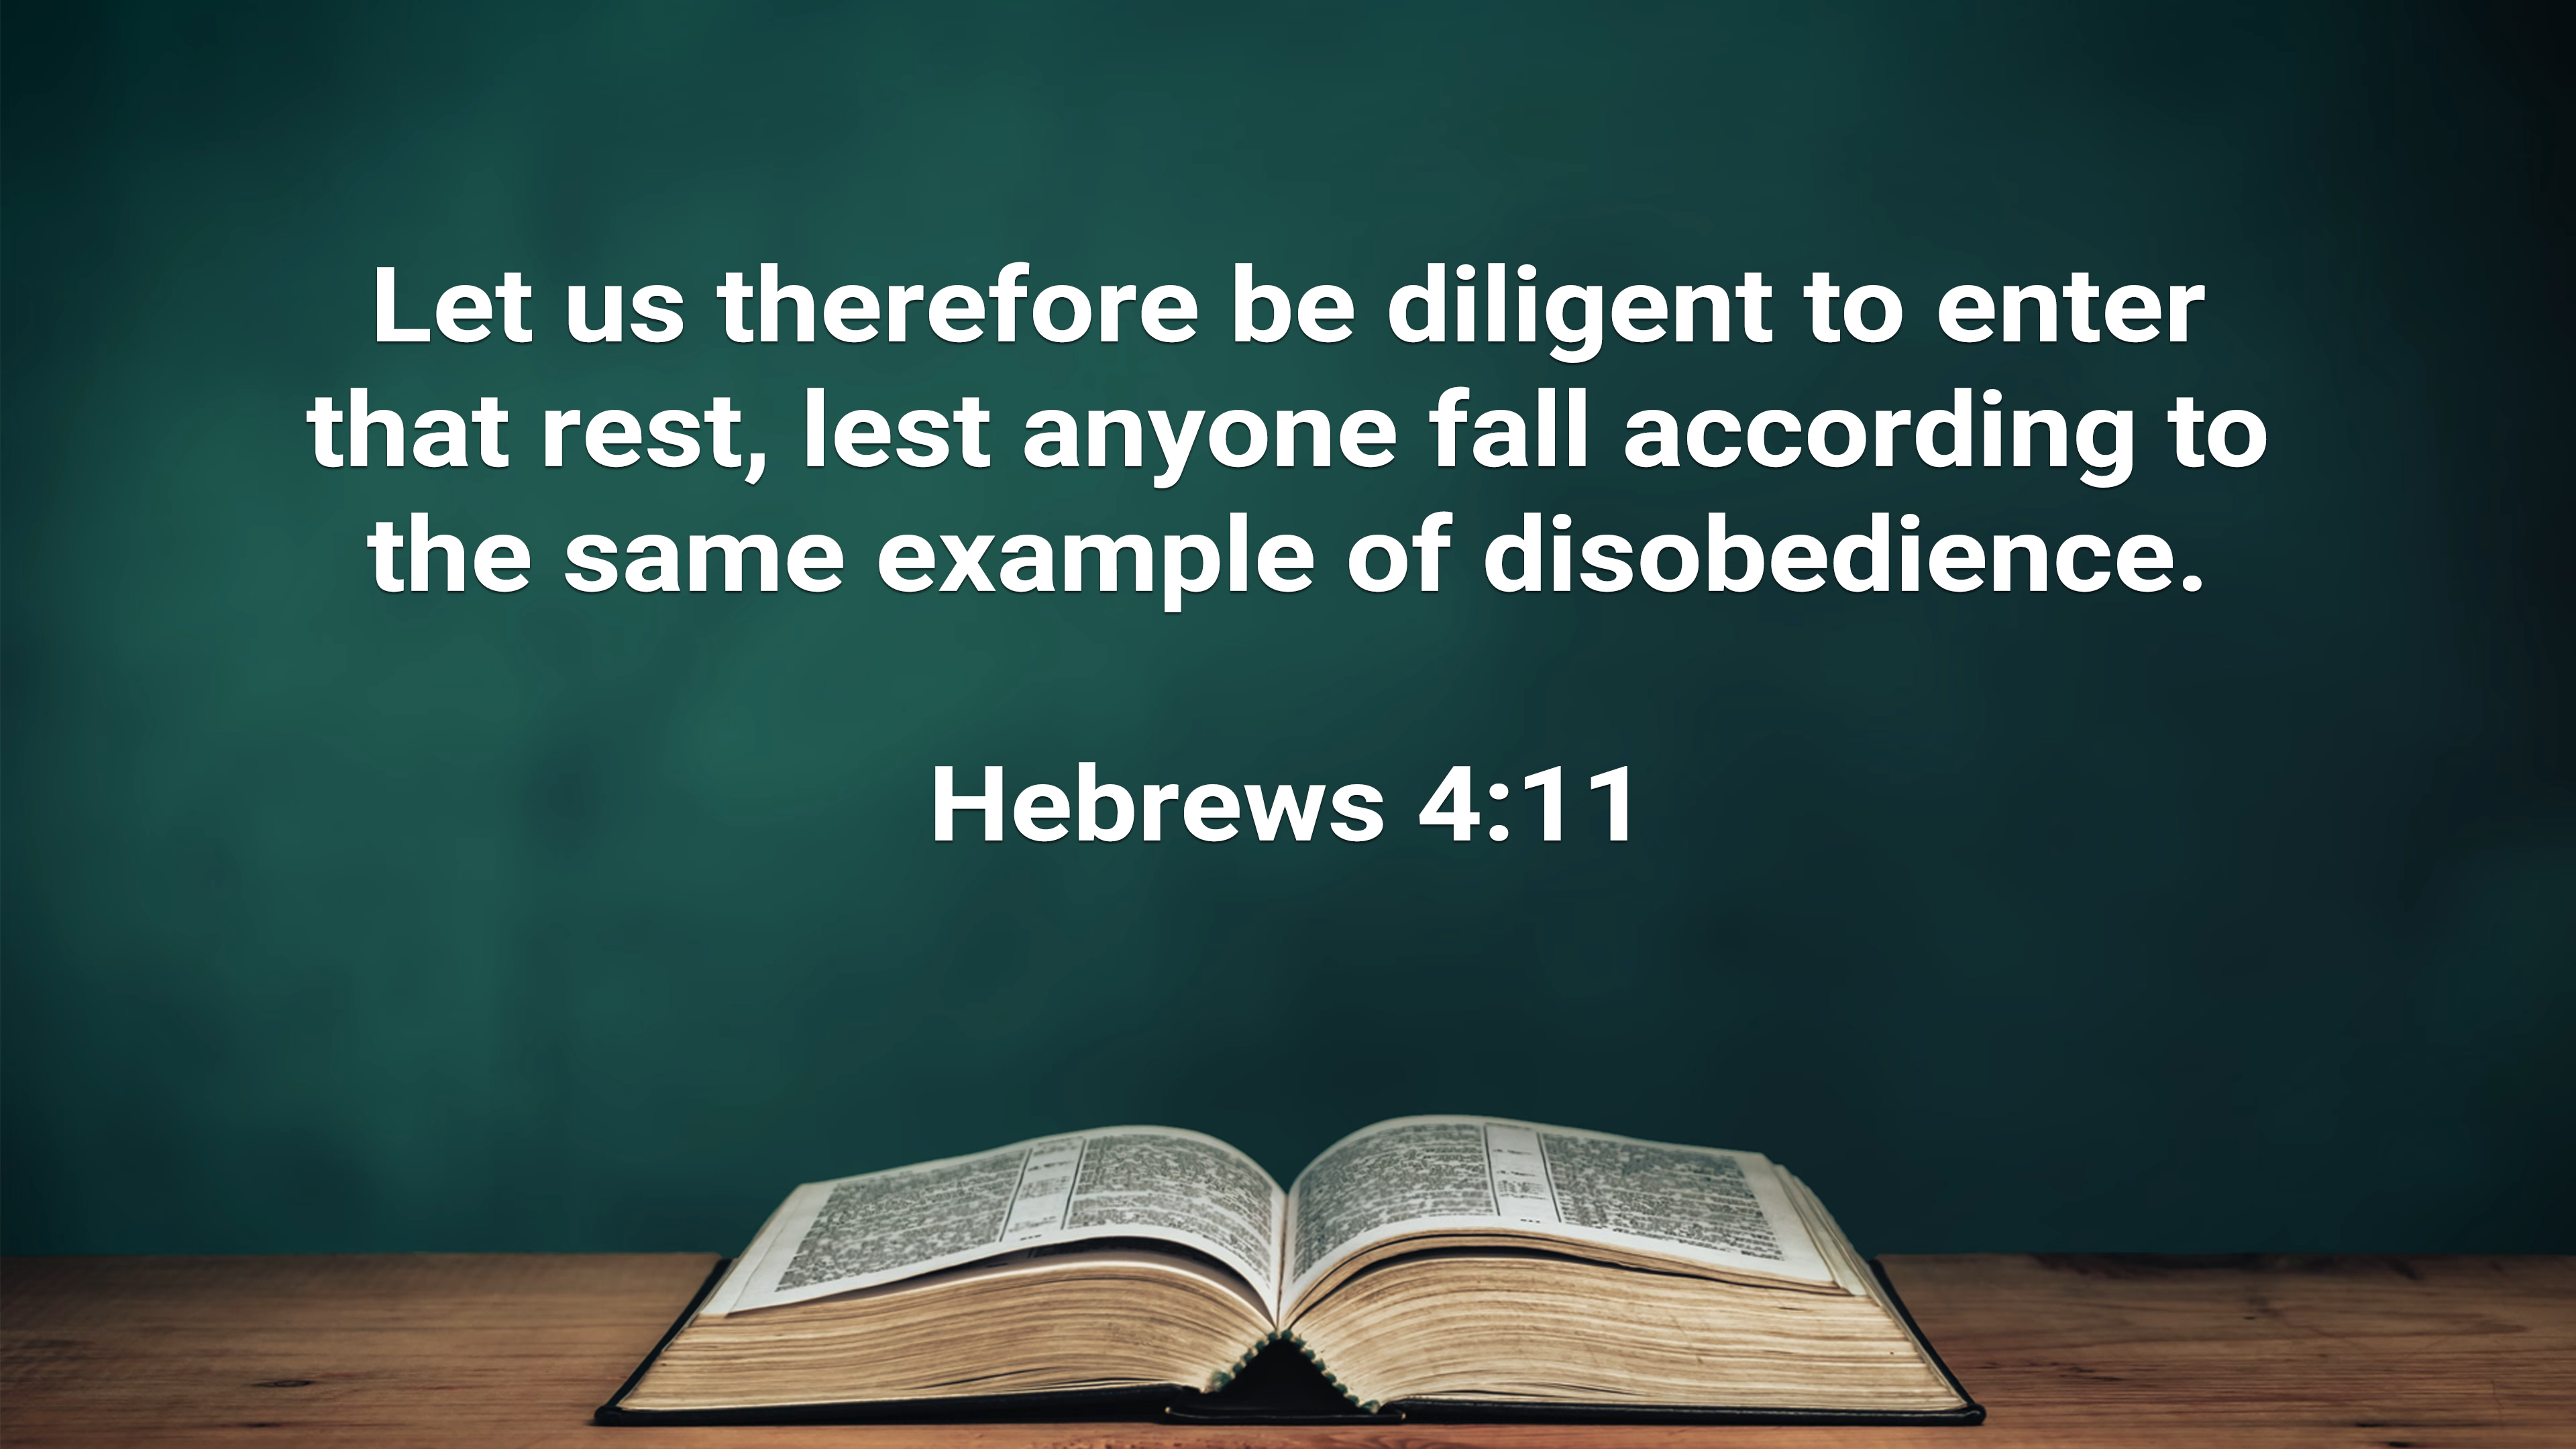 Let us therefore be diligent to enter
that rest, lest anyone fall according to
the same example of disobedience.
Hebrews 4:11